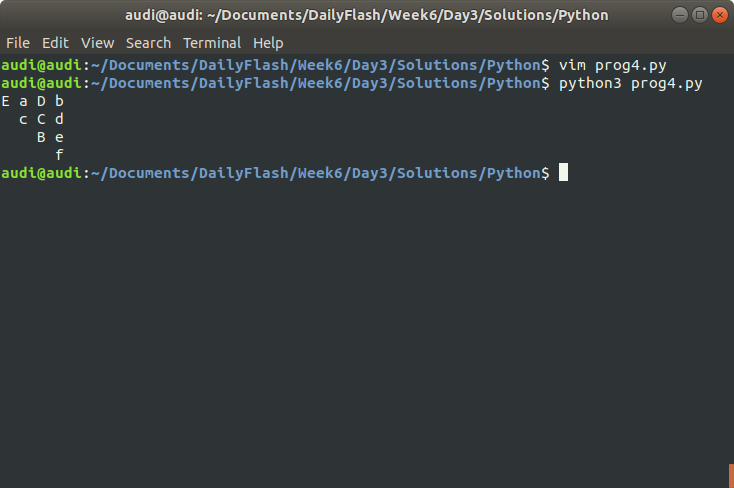 audi@audi: ~/Documents/DailyFlash/Week6/Day3/Solutions/Python
File Edit View Search Terminal Help
audi@audi:~/Documents/DailyFlash/Week6/Day3/Solutions/Python$ vim prog4.py
audi@audi:~/Documents/DailyFlash/Week6/Day3/Solutions/Python$ python3 prog4.py
E a D b
  c C d
    B e
      f
audi@audi:~/Documents/DailyFlash/Week6/Day3/Solutions/Python$